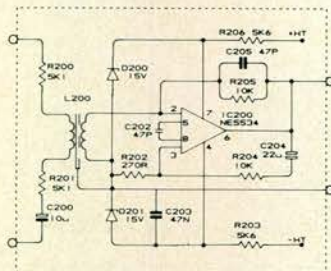 R206 5K6
+HT
C205 47P
R200
5K1
D200
15V
R205
10K
L200
2
7
5
IC200
NE5534
C202
47P
8
6
R202
270R
3
4
R204
10K
C204
22u
R201
5K1
C200
10u
D201
15V
C203
47N
R203
5K6
-HT